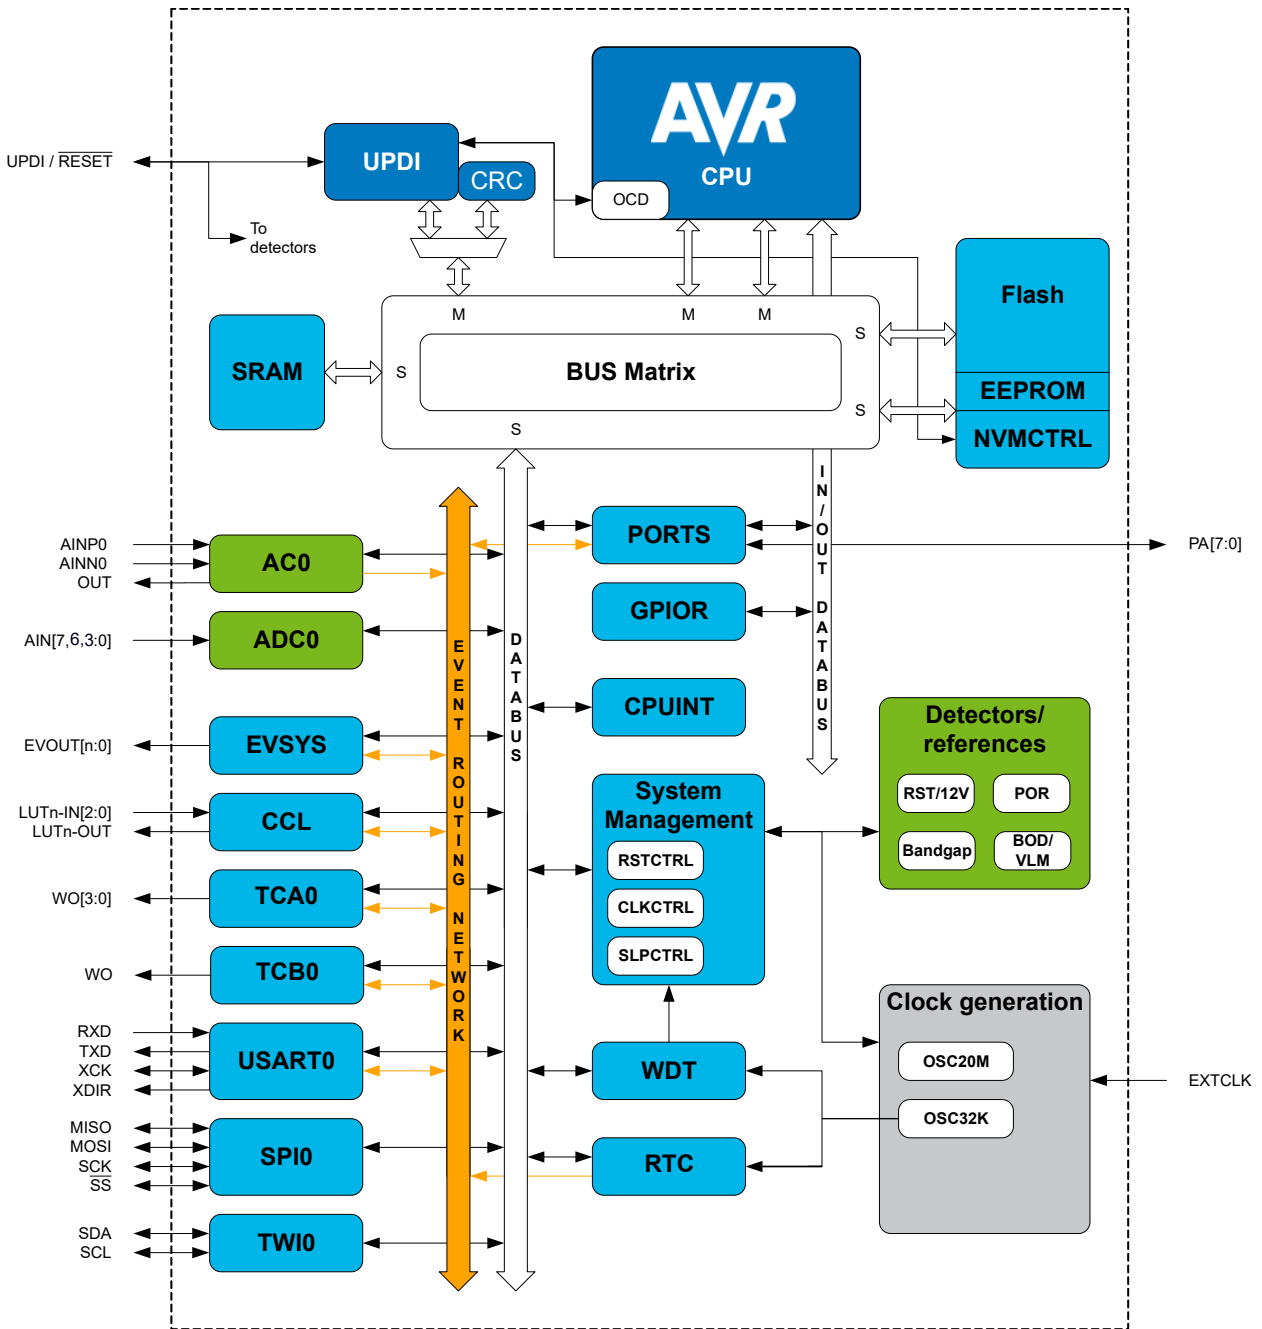 AVR
CPU
OCD
UPDI / RESET
UPDI
CRC
To
detectors
M
M
M
S
S
S
S
SRAM
BUS Matrix
Flash
EEPROM
NVMCTRL
IN/OUT DATABUS
DATABUS
EVENT ROUTING NETWORK
AINP0
AINN0
OUT
AC0
AIN[7,6,3:0]
ADC0
EVOUT[n:0]
EVSYS
LUTn-IN[2:0]
LUTn-OUT
CCL
WO[3:0]
TCA0
WO
TCB0
RXD
TXD
XCK
XDIR
USART0
MISO
MOSI
SCK
SS
SPI0
SDA
SCL
TWI0
PORTS
PA[7:0]
GPIOR
CPUINT
System
Management
RSTCTRL
CLKCTRL
SLPCTRL
WDT
RTC
Detectors/
references
RST/12V
POR
Bandgap
BOD/
VLM
Clock generation
OSC20M
OSC32K
EXTCLK